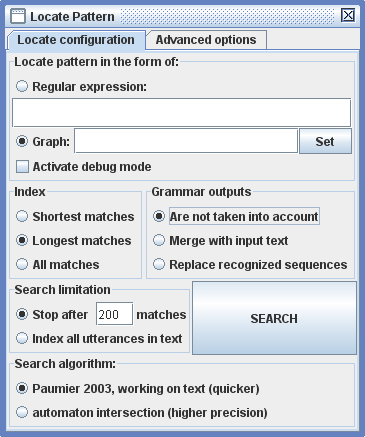 Locate Pattern
Locate configuration Advanced options
Locate pattern in the form of:
Regular expression:
Graph: Set
Activate debug mode
Index
Shortest matches
Longest matches
All matches
Grammar outputs
Are not taken into account
Merge with input text
Replace recognized sequences
Search limitation
Stop after 200 matches
Index all utterances in text
SEARCH
Search algorithm:
Paumier 2003, working on text (quicker)
automaton intersection (higher precision)